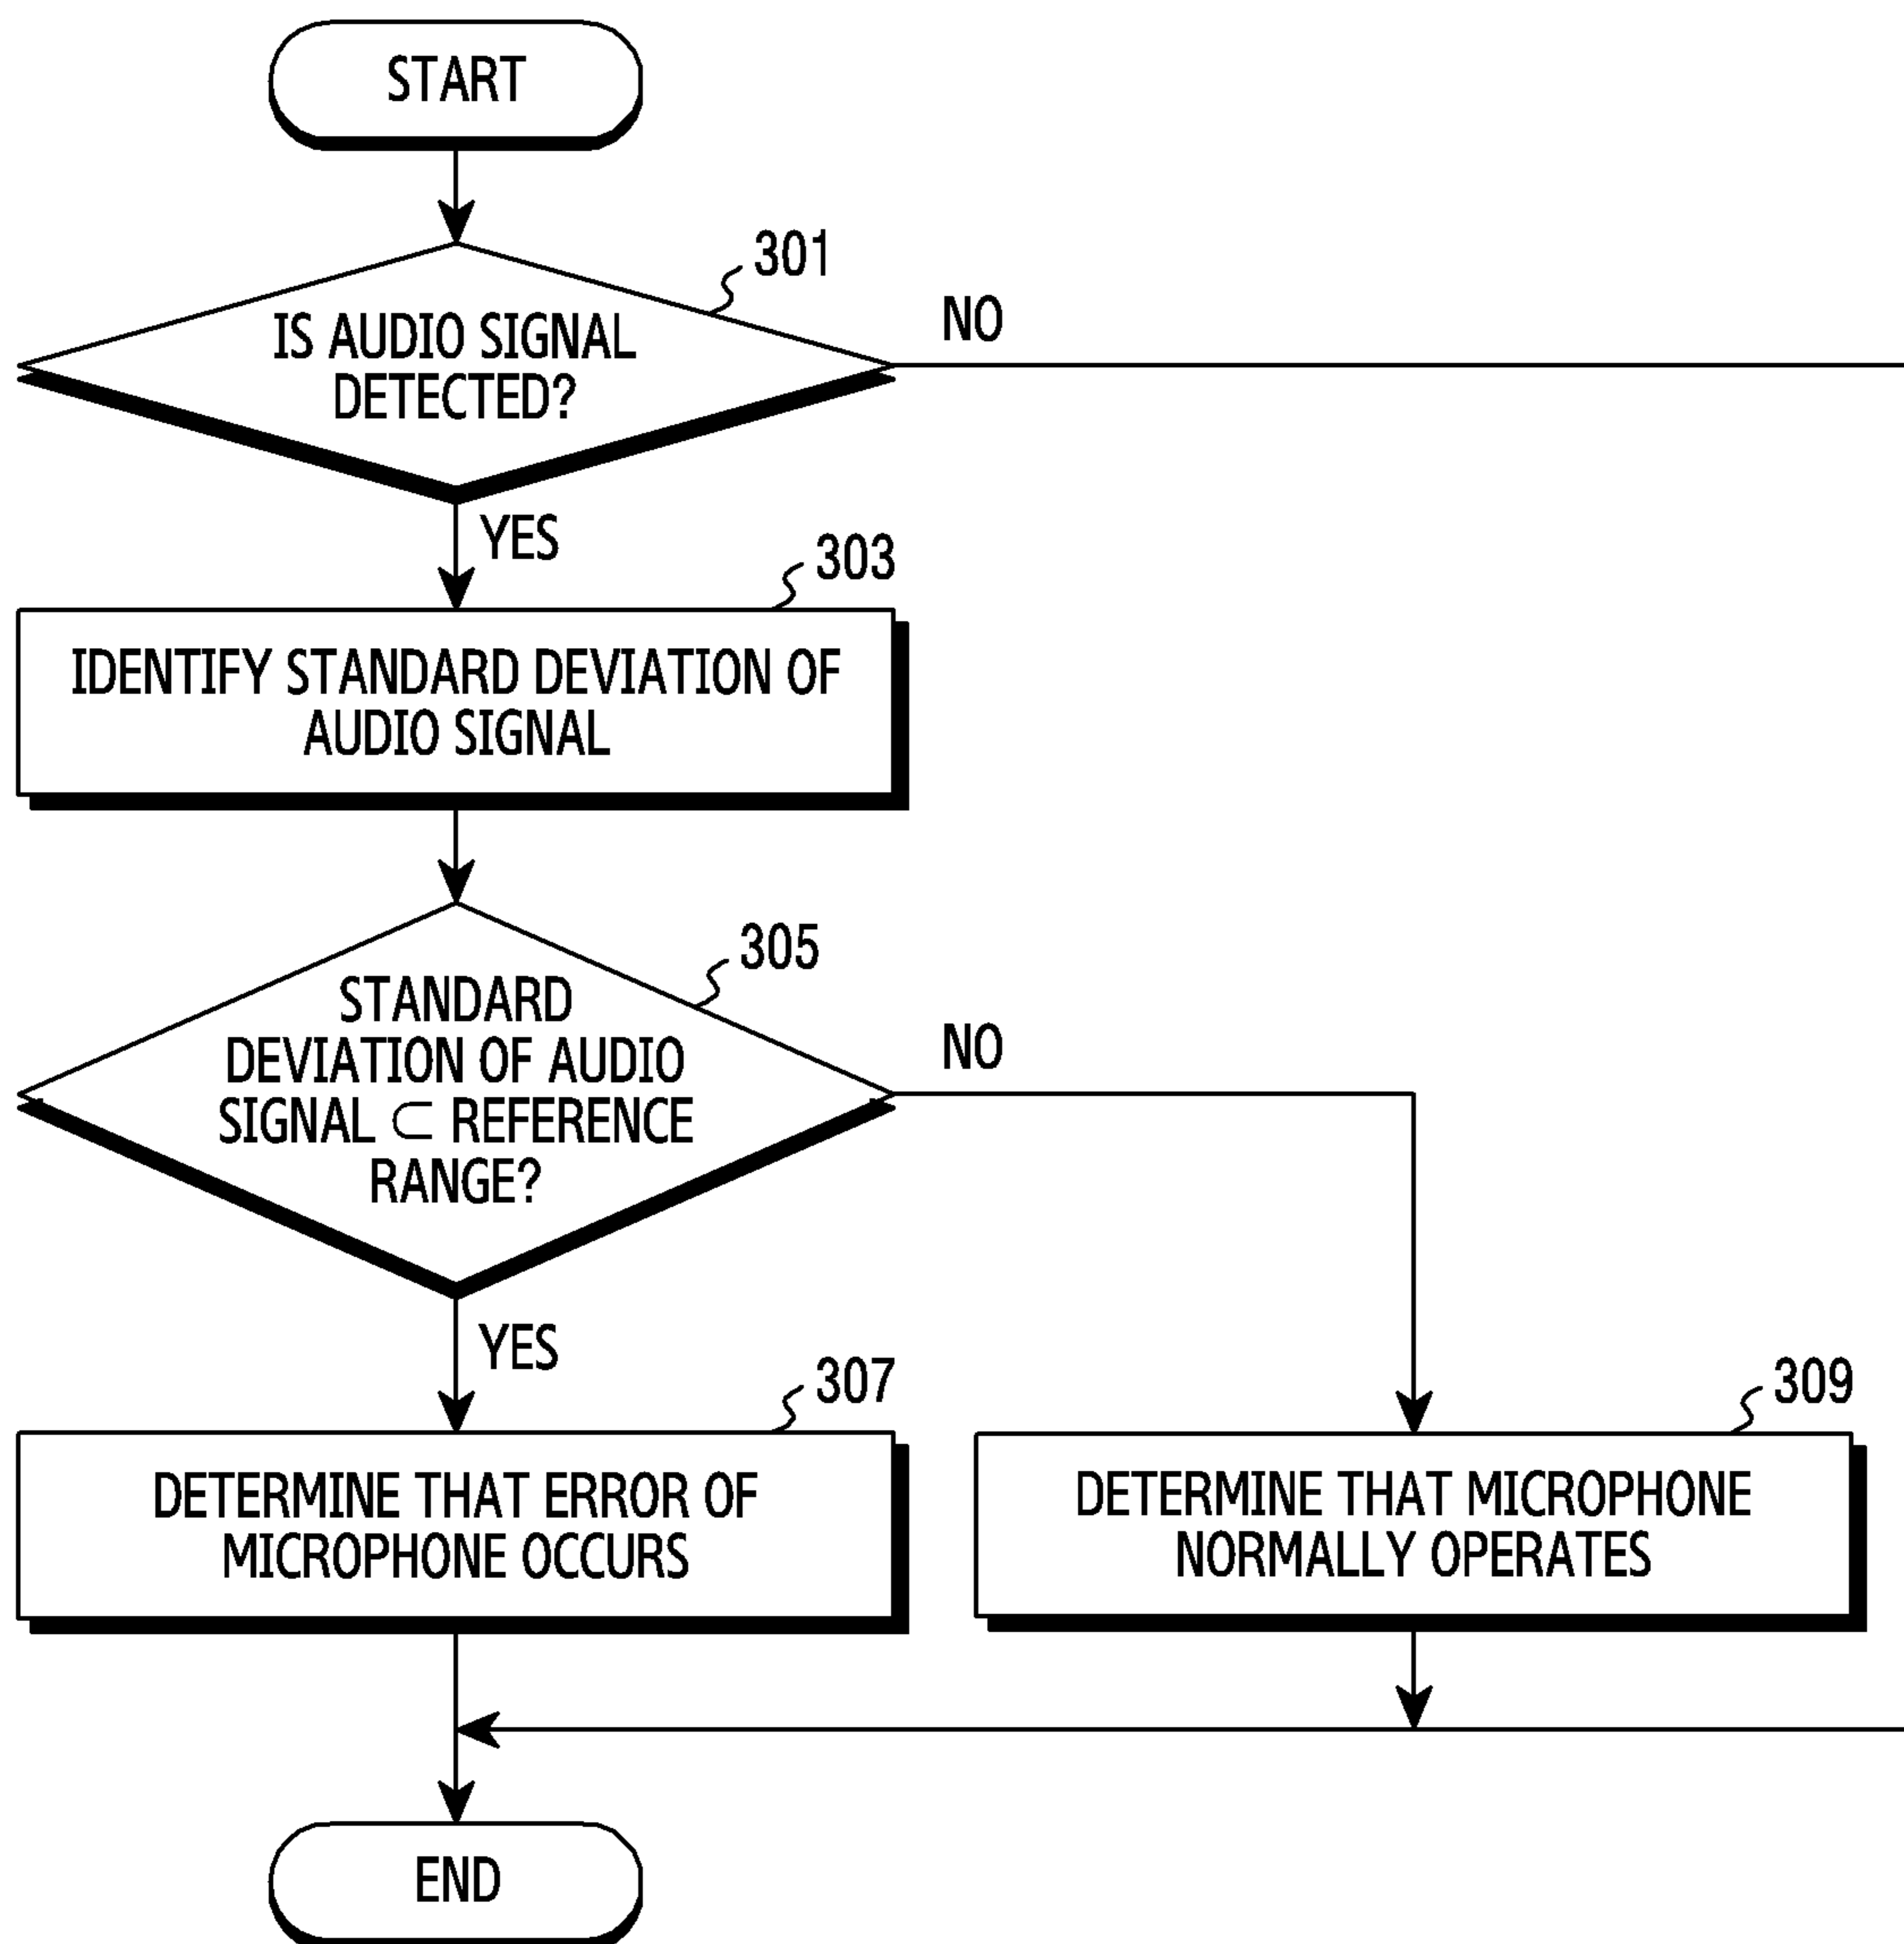 START
301
IS AUDIO SIGNAL
DETECTED?
NO
YES
303
IDENTIFY STANDARD DEVIATION OF
AUDIO SIGNAL
305
STANDARD
DEVIATION OF AUDIO
SIGNAL ⊂ REFERENCE
RANGE?
NO
YES
307
DETERMINE THAT ERROR OF
MICROPHONE OCCURS
309
DETERMINE THAT MICROPHONE
NORMALLY OPERATES
END